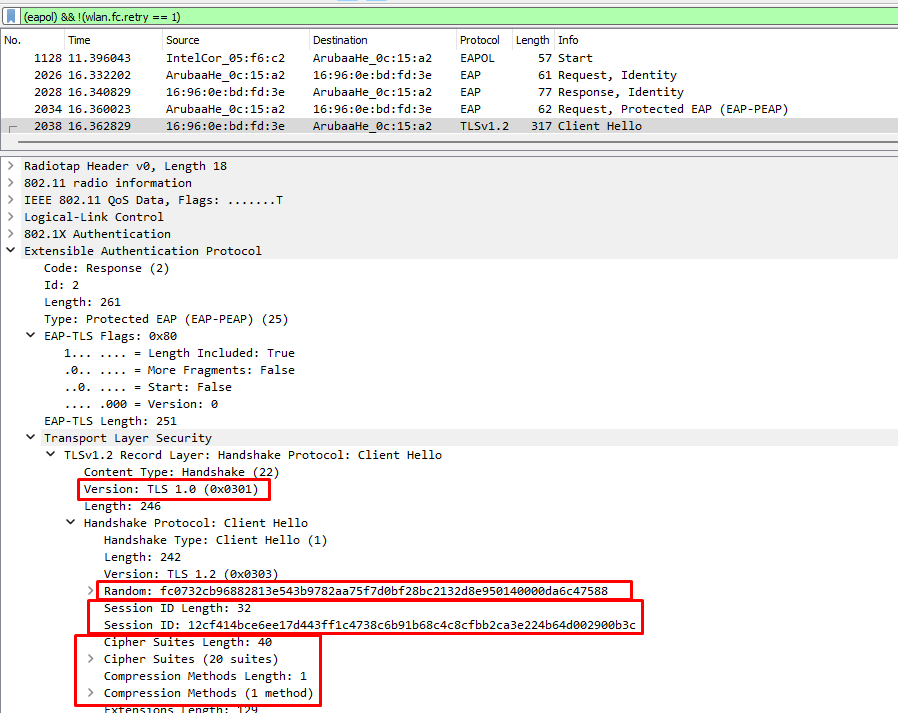 (eapol) && !(wlan.fc.retry == 1)
No. Time Source Destination Protocol Length Info
1128 11.396043 IntelCor_05:f6:c2 ArubaaHe_0c:15:a2 EAPOL 57 Start
2026 16.332202 ArubaaHe_0c:15:a2 16:96:0e:bd:fd:3e EAP 61 Request, Identity
2028 16.340829 ArubaaHe_0c:15:a2 16:96:0e:bd:fd:3e EAP 77 Response, Identity
2034 16.360023 ArubaaHe_0c:15:a2 16:96:0e:bd:fd:3e EAP 62 Request, Protected EAP (EAP-PEAP)
2038 16.362829 16:96:0e:bd:fd:3e ArubaaHe_0c:15:a2 TLSv1.2 317 Client Hello
Radiotap Header v0, Length 18
802.11 radio information
IEEE 802.11 QoS Data, Flags: .......T
Logical-Link Control
802.1X Authentication
Extensible Authentication Protocol
Code: Response (2)
Id: 2
Length: 261
Type: Protected EAP (EAP-PEAP) (25)
EAP-TLS Flags: 0x80
1... .... = Length Included: True
.0.. .... = More Fragments: False
..0. .... = Start: False
.... .000 = Version: 0
EAP-TLS Length: 251
Transport Layer Security
TLSv1.2 Record Layer: Handshake Protocol: Client Hello
Content Type: Handshake (22)
Version: TLS 1.0 (0x0301)
Length: 246
Handshake Protocol: Client Hello
Handshake Type: Client Hello (1)
Length: 242
Version: TLS 1.2 (0x0303)
Random: fc0732cb96882813e543b9782aa75f7d0bf28bc2132d8e950140000da6c47588
Session ID Length: 32
Session ID: 12cf414bce6ee17d443ff1c4738c6b91b68c4c8cfbb2ca3e224b64d002900b3c
Cipher Suites Length: 40
Cipher Suites (20 suites)
Compression Methods Length: 1
Compression Methods (1 method)
Extensions Length: 129